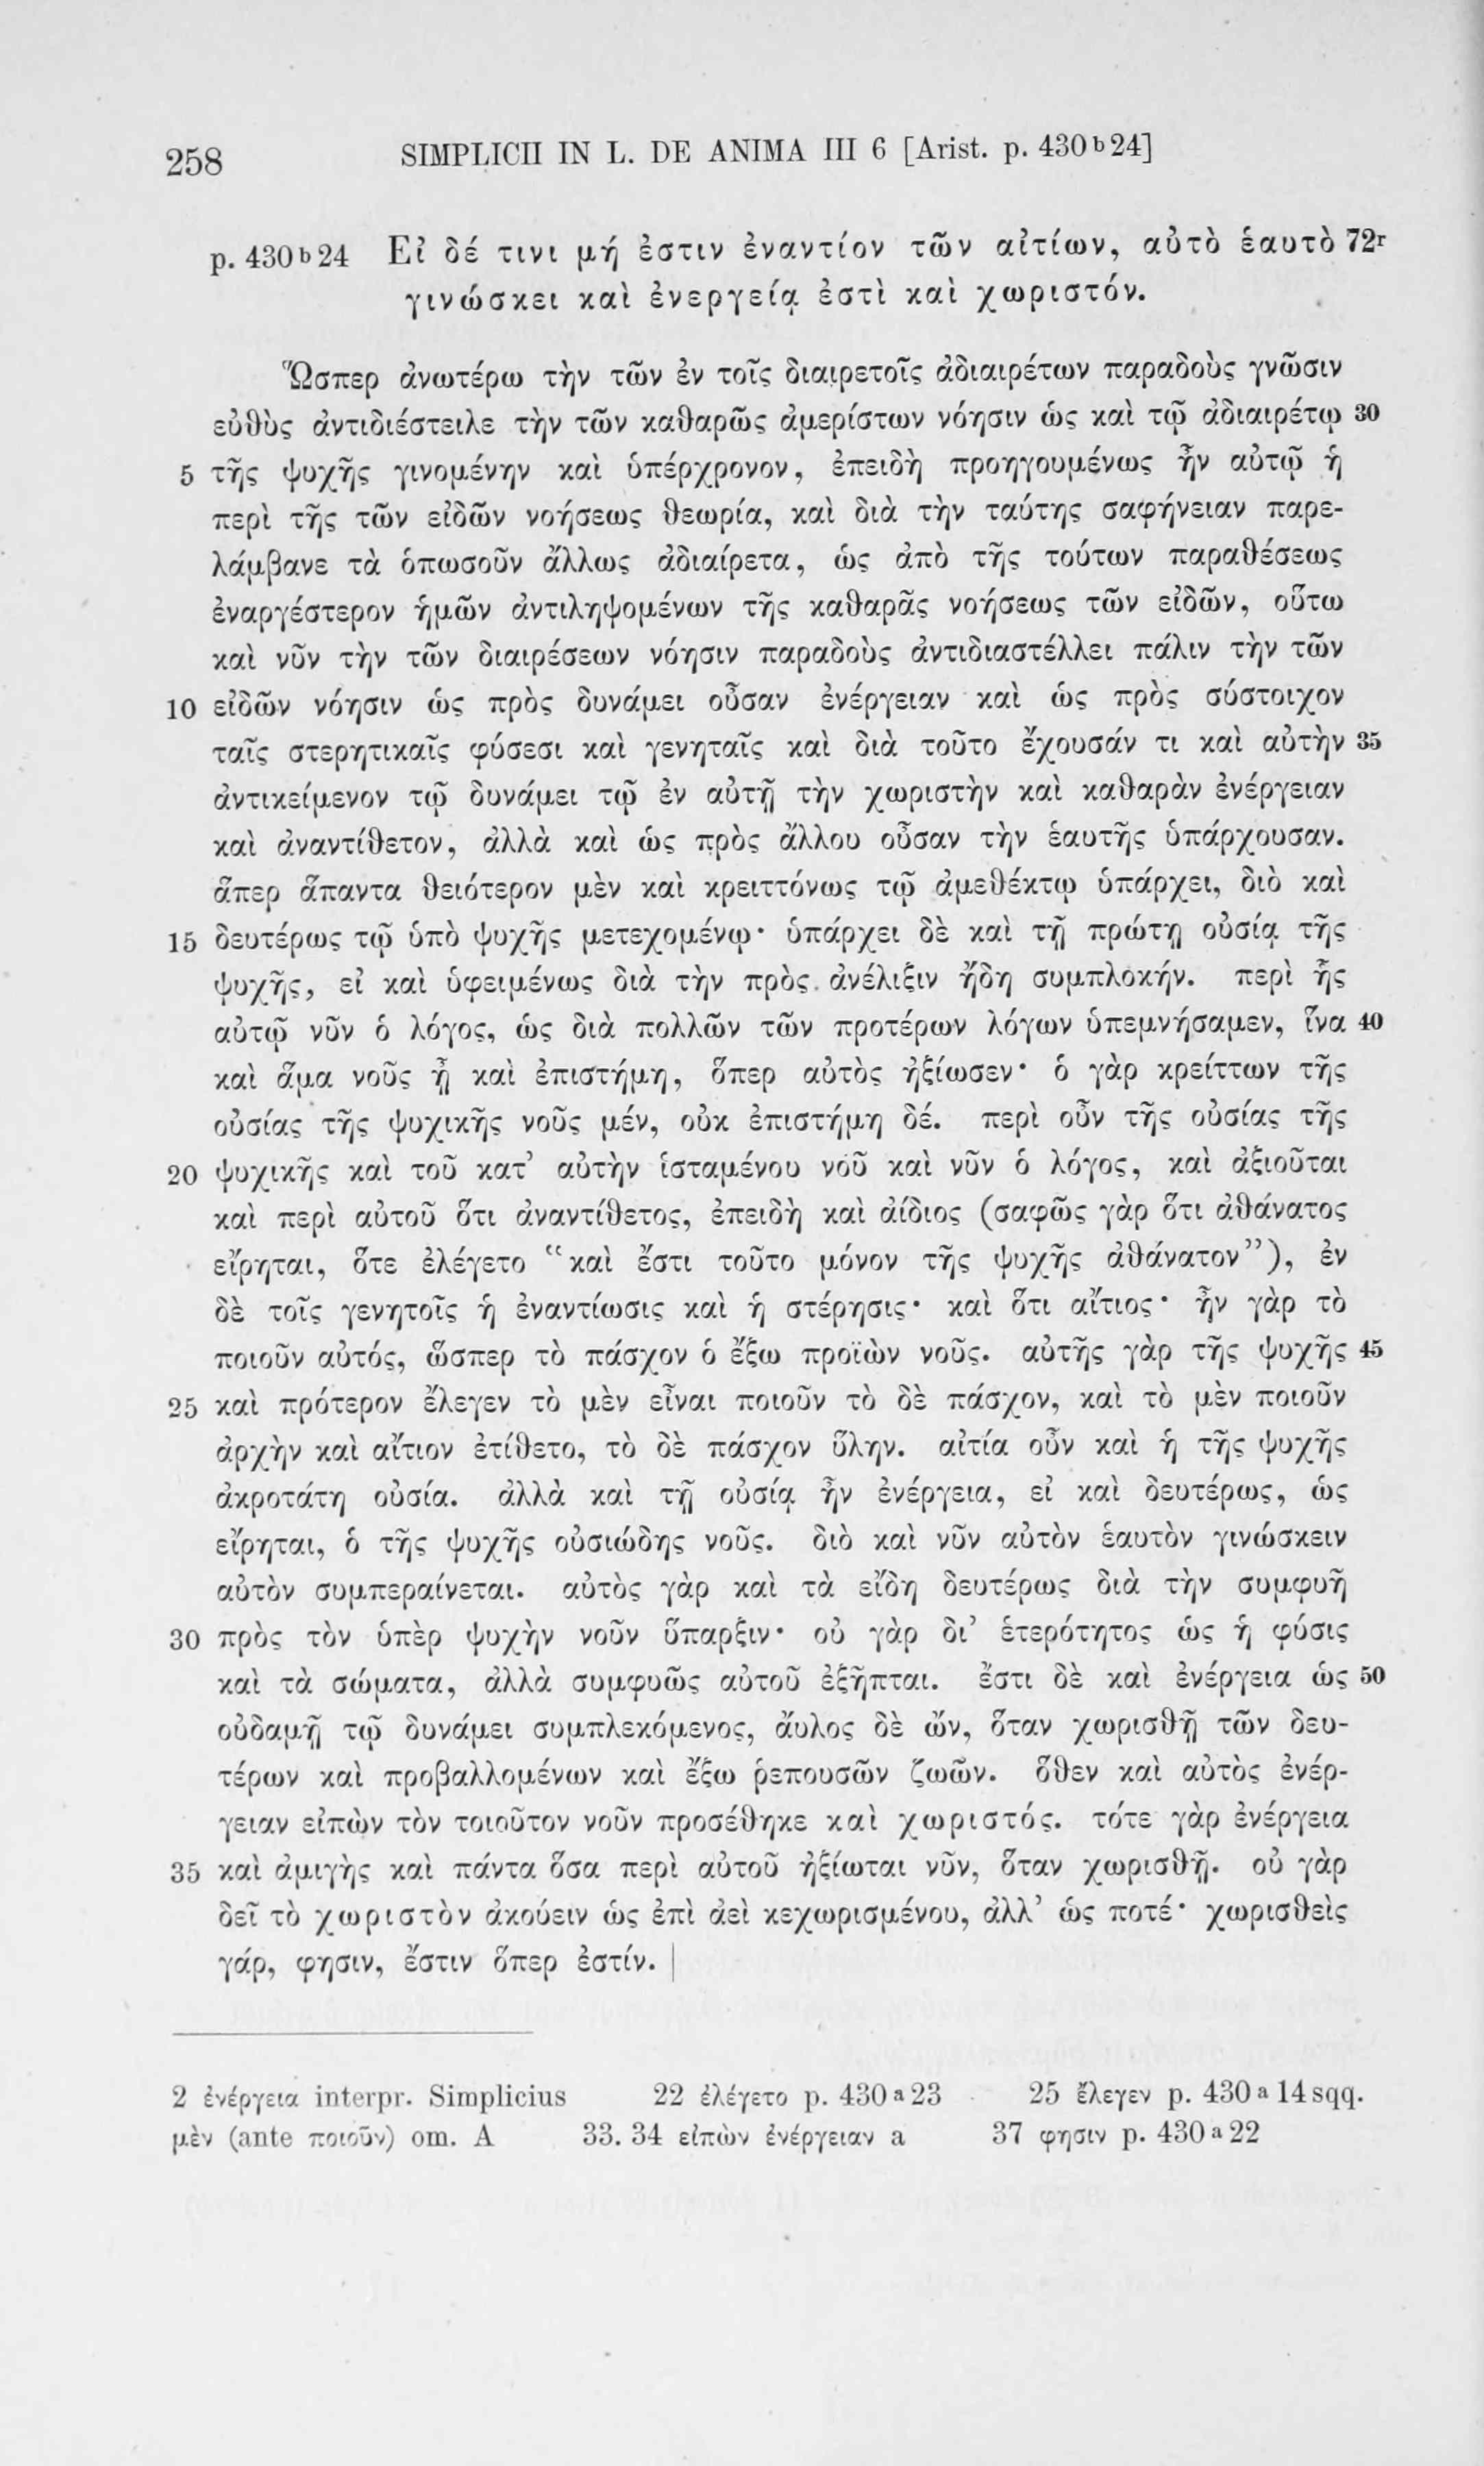 258 SIMPLICII IN L. DE ANIMA III 6 [Arist. p. 430 b 24]
p. 430 b 24 Εἰ δέ τινι μή ἐστιν ἐναντίον τῶν αἰτίων, αὐτὸ ἑαυτὸ 72r
γινώσκει καὶ ἐνεργείᾳ ἐστὶ καὶ χωριστόν.
Ὥσπερ ἀνωτέρω τὴν τῶν ἐν τοῖς διαιρετοῖς ἀδιαιρέτων παραδοὺς γνῶσιν
εὐθὺς ἀντιδιέστειλε τὴν τῶν καθαρῶς ἀμερίστων νόησιν ὡς καὶ τῷ ἀδιαιρέτῳ 30
5 τῆς ψυχῆς γινομένην καὶ ὑπέρχρονον, ἐπειδὴ προηγουμένως ἦν αὐτῷ ἡ
περὶ τῆς τῶν εἰδῶν νοήσεως θεωρία, καὶ διὰ τὴν ταύτης σαφήνειαν παρε-
λάμβανε τὰ ὁπωσοῦν ἄλλως ἀδιαίρετα, ὡς ἀπὸ τῆς τούτων παραθέσεως
ἐναργέστερον ἡμῶν ἀντιληψομένων τῆς καθαρᾶς νοήσεως τῶν εἰδῶν, οὕτω
καὶ νῦν τὴν τῶν διαιρέσεων νόησιν παραδοὺς ἀντιδιαστέλλει πάλιν τὴν τῶν
10 εἰδῶν νόησιν ὡς πρὸς δυνάμει οὖσαν ἐνέργειαν καὶ ὡς πρὸς σύστοιχον
ταῖς στερητικαῖς φύσεσι καὶ γενηταῖς καὶ διὰ τοῦτο ἔχουσάν τι καὶ αὐτὴν 35
ἀντικείμενον τῷ δυνάμει τῷ ἐν αὐτῇ τὴν χωριστὴν καὶ καθαρὰν ἐνέργειαν
καὶ ἀναντίθετον, ἀλλὰ καὶ ὡς πρὸς ἄλλου οὖσαν τὴν ἑαυτῆς ὑπάρχουσαν.
ἅπερ ἅπαντα θειότερον μὲν καὶ κρειττόνως τῷ ἀμεθέκτῳ ὑπάρχει, διὸ καὶ
15 δευτέρως τῷ ὑπὸ ψυχῆς μετεχομένῳ· ὑπάρχει δὲ καὶ τῇ πρώτῃ οὐσίᾳ τῆς
ψυχῆς, εἰ καὶ ὑφειμένως διὰ τὴν πρὸς ἀνέλιξιν ἤδη συμπλοκήν. περὶ ἧς
αὐτῷ νῦν ὁ λόγος, ὡς διὰ πολλῶν τῶν προτέρων λόγων ὑπεμνήσαμεν, ἵνα 40
καὶ ἅμα νοῦς ᾖ καὶ ἐπιστήμη, ὅπερ αὐτὸς ἠξίωσεν· ὁ γὰρ κρείττων τῆς
οὐσίας τῆς ψυχικῆς νοῦς μέν, οὐκ ἐπιστήμη δέ. περὶ οὖν τῆς οὐσίας τῆς
20 ψυχικῆς καὶ τοῦ κατ’ αὐτὴν ἱσταμένου νοῦ καὶ νῦν ὁ λόγος, καὶ ἀξιοῦται
καὶ περὶ αὐτοῦ ὅτι ἀναντίθετος, ἐπειδὴ καὶ ἀίδιος (σαφῶς γὰρ ὅτι ἀθάνατος
εἴρηται, ὅτε ἐλέγετο “καὶ ἔστι τοῦτο μόνον τῆς ψυχῆς ἀθάνατον”), ἐν
δὲ τοῖς γενητοῖς ἡ ἐναντίωσις καὶ ἡ στέρησις· καὶ ὅτι αἴτιος· ἦν γὰρ τὸ
ποιοῦν αὐτός, ὥσπερ τὸ πάσχον ὁ ἔξω προϊὼν νοῦς. αὐτῆς γὰρ τῆς ψυχῆς 45
25 καὶ πρότερον ἔλεγεν τὸ μὲν εἶναι ποιοῦν τὸ δὲ πάσχον, καὶ τὸ μὲν ποιοῦν
ἀρχὴν καὶ αἴτιον ἐτίθετο, τὸ δὲ πάσχον ὕλην. αἰτία οὖν καὶ ἡ τῆς ψυχῆς
ἀκροτάτη οὐσία. ἀλλὰ καὶ τῇ οὐσίᾳ ἦν ἐνέργεια, εἰ καὶ δευτέρως, ὡς
εἴρηται, ὁ τῆς ψυχῆς οὐσιώδης νοῦς. διὸ καὶ νῦν αὐτὸν ἑαυτὸν γινώσκειν
αὐτὸν συμπεραίνεται. αὐτὸς γὰρ καὶ τὰ εἴδη δευτέρως διὰ τὴν συμφυῆ
30 πρὸς τὸν ὑπὲρ ψυχὴν νοῦν ὕπαρξιν· οὐ γὰρ δι’ ἑτερότητος ὡς ἡ φύσις
καὶ τὰ σώματα, ἀλλὰ συμφυῶς αὐτοῦ ἐξῆπται. ἔστι δὲ καὶ ἐνέργεια ὡς 50
οὐδαμῇ τῷ δυνάμει συμπλεκόμενος, ἄυλος δὲ ὤν, ὅταν χωρισθῇ τῶν δευ-
τέρων καὶ προβαλλομένων καὶ ἔξω ῥεπουσῶν ζωῶν. ὅθεν καὶ αὐτὸς ἐνέρ-
γειαν εἰπὼν τὸν τοιοῦτον νοῦν προσέθηκε καὶ χωριστός. τότε γὰρ ἐνέργεια
35 καὶ ἀμιγὴς καὶ πάντα ὅσα περὶ αὐτοῦ ἠξίωται νῦν, ὅταν χωρισθῇ. οὐ γὰρ
δεῖ τὸ χωριστὸν ἀκούειν ὡς ἐπὶ ἀεὶ κεχωρισμένου, ἀλλ’ ὡς ποτέ· χωρισθεὶς
γάρ, φησιν, ἔστιν ὅπερ ἐστίν. |
2 ἐνέργεια interpr. Simplicius 22 ἐλέγετο p. 430 a 23 25 ἔλεγεν p. 430 a 14 sqq.
μὲν (ante ποιοῦν) om. A 33. 34 εἰπὼν ἐνέργειαν a 37 φησιν p. 430 a 22